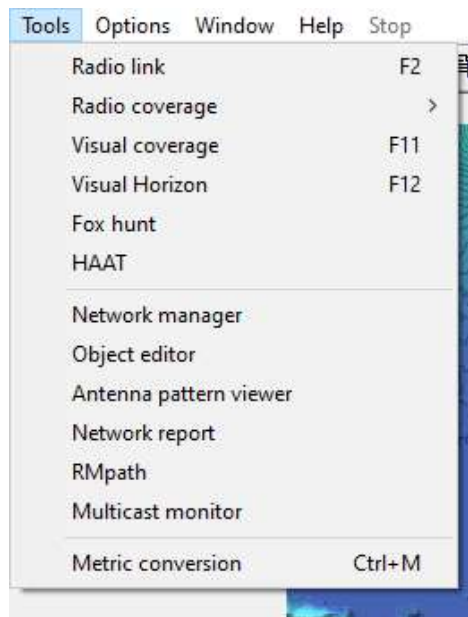 Tools Options Window Help Stop
Radio link F2
Radio coverage >
Visual coverage F11
Visual Horizon F12
Fox hunt
HAAT
Network manager
Object editor
Antenna pattern viewer
Network report
RMpath
Multicast monitor
Metric conversion Ctrl+M